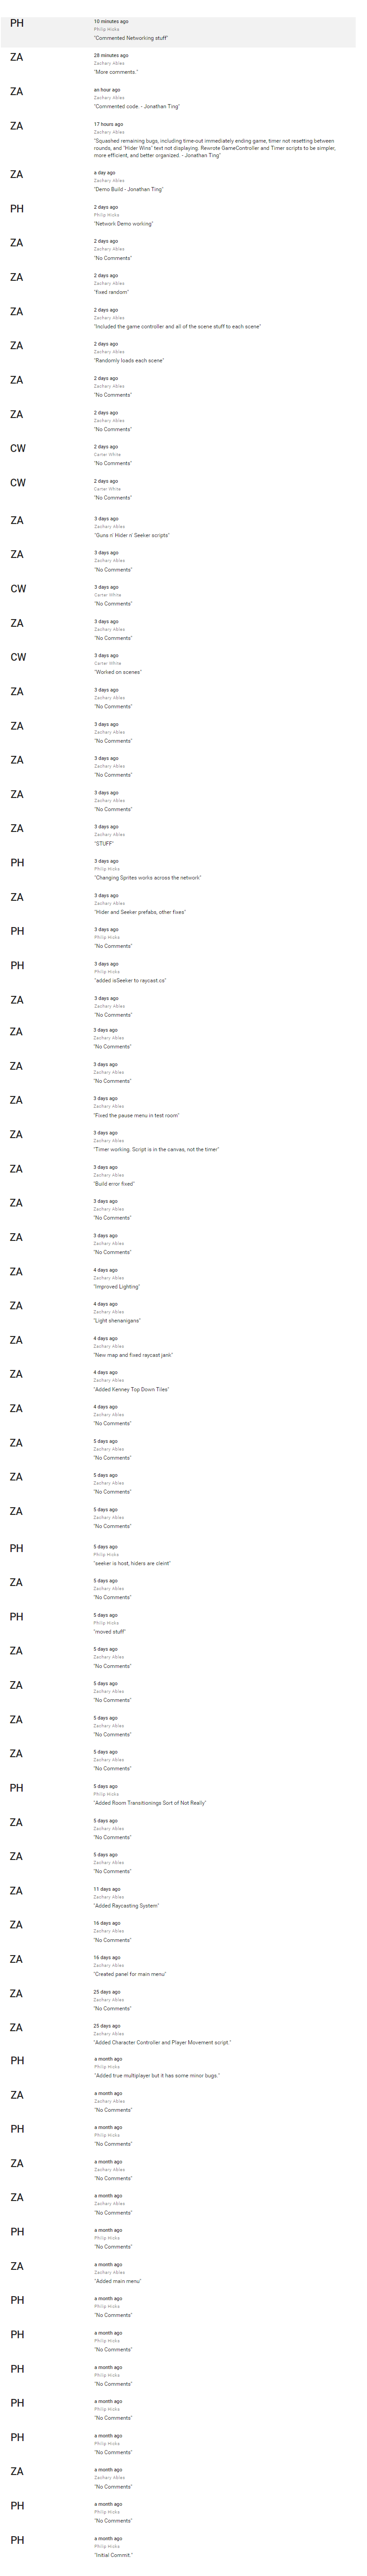 PH
10 minutes ago
Philip Hicks
"Commented Networking stuff"
ZA
28 minutes ago
Zachary Ables
"More comments."
ZA
an hour ago
Zachary Ables
"Commented code. - Jonathan Ting"
ZA
17 hours ago
Zachary Ables
"Squashed remaining bugs, including time-out immediately ending game, timer not resetting between
rounds, and "Hider Wins" text not displaying. Rewrote GameController and Timer scripts to be simpler,
more efficient, and better organized. - Jonathan Ting"
ZA
a day ago
Zachary Ables
"Demo Build - Jonathan Ting"
PH
2 days ago
Philip Hicks
"Network Demo working"
ZA
2 days ago
Zachary Ables
"No Comments"
ZA
2 days ago
Zachary Ables
"fixed random"
ZA
2 days ago
Zachary Ables
"Included the game controller and all of the scene stuff to each scene"
ZA
2 days ago
Zachary Ables
"Randomly loads each scene"
ZA
2 days ago
Zachary Ables
"No Comments"
ZA
2 days ago
Zachary Ables
"No Comments"
CW
2 days ago
Carter White
"No Comments"
CW
2 days ago
Carter White
"No Comments"
ZA
3 days ago
Zachary Ables
"Guns n' Hider n' Seeker scripts"
ZA
3 days ago
Zachary Ables
"No Comments"
CW
3 days ago
Carter White
"No Comments"
ZA
3 days ago
Zachary Ables
"No Comments"
CW
3 days ago
Carter White
"Worked on scenes"
ZA
3 days ago
Zachary Ables
"No Comments"
ZA
3 days ago
Zachary Ables
"No Comments"
ZA
3 days ago
Zachary Ables
"No Comments"
ZA
3 days ago
Zachary Ables
"No Comments"
ZA
3 days ago
Zachary Ables
"STUFF"
PH
3 days ago
Philip Hicks
"Changing Sprites works across the network"
ZA
3 days ago
Zachary Ables
"Hider and Seeker prefabs, other fixes"
PH
3 days ago
Philip Hicks
"No Comments"
PH
3 days ago
Philip Hicks
"added isSeeker to raycast.cs"
ZA
3 days ago
Zachary Ables
"No Comments"
ZA
3 days ago
Zachary Ables
"No Comments"
ZA
3 days ago
Zachary Ables
"No Comments"
ZA
3 days ago
Zachary Ables
"Fixed the pause menu in test room"
ZA
3 days ago
Zachary Ables
"Timer working. Script is in the canvas, not the timer"
ZA
3 days ago
Zachary Ables
"Build error fixed"
ZA
3 days ago
Zachary Ables
"No Comments"
ZA
3 days ago
Zachary Ables
"No Comments"
ZA
4 days ago
Zachary Ables
"Improved Lighting"
ZA
4 days ago
Zachary Ables
"Light shenanigans"
ZA
4 days ago
Zachary Ables
"New map and fixed raycast jank"
ZA
4 days ago
Zachary Ables
"Added Kenney Top Down Tiles"
ZA
4 days ago
Zachary Ables
"No Comments"
ZA
5 days ago
Zachary Ables
"No Comments"
ZA
5 days ago
Zachary Ables
"No Comments"
ZA
5 days ago
Zachary Ables
"No Comments"
PH
5 days ago
Philip Hicks
"seeker is host, hiders are cleint"
ZA
5 days ago
Zachary Ables
"No Comments"
PH
5 days ago
Philip Hicks
"moved stuff"
ZA
5 days ago
Zachary Ables
"No Comments"
ZA
5 days ago
Zachary Ables
"No Comments"
ZA
5 days ago
Zachary Ables
"No Comments"
ZA
5 days ago
Zachary Ables
"No Comments"
PH
5 days ago
Philip Hicks
"Added Room Transitionings Sort of Not Really"
ZA
5 days ago
Zachary Ables
"No Comments"
ZA
5 days ago
Zachary Ables
"No Comments"
ZA
11 days ago
Zachary Ables
"Added Raycasting System"
ZA
16 days ago
Zachary Ables
"No Comments"
ZA
16 days ago
Zachary Ables
"Created panel for main menu"
ZA
25 days ago
Zachary Ables
"No Comments"
ZA
25 days ago
Zachary Ables
"Added Character Controller and Player Movement script."
PH
a month ago
Philip Hicks
"Added true multiplayer but it has some minor bugs."
ZA
a month ago
Zachary Ables
"No Comments"
PH
a month ago
Philip Hicks
"No Comments"
ZA
a month ago
Zachary Ables
"No Comments"
ZA
a month ago
Zachary Ables
"No Comments"
PH
a month ago
Philip Hicks
"No Comments"
ZA
a month ago
Zachary Ables
"Added main menu"
PH
a month ago
Philip Hicks
"No Comments"
PH
a month ago
Philip Hicks
"No Comments"
PH
a month ago
Philip Hicks
"No Comments"
PH
a month ago
Philip Hicks
"No Comments"
PH
a month ago
Philip Hicks
"No Comments"
ZA
a month ago
Zachary Ables
"No Comments"
PH
a month ago
Philip Hicks
"No Comments"
PH
a month ago
Philip Hicks
"Initial Commit."